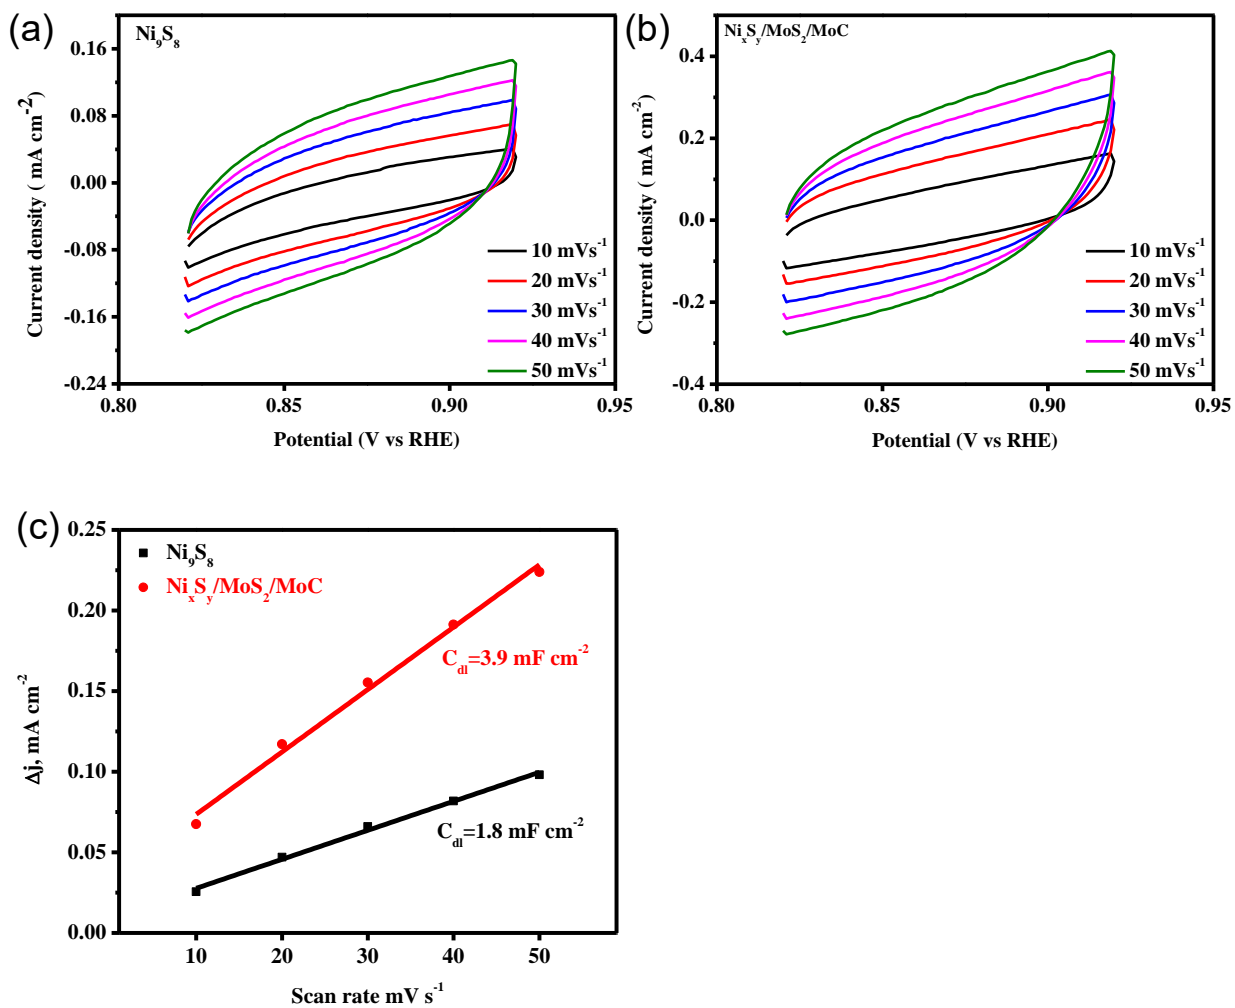 (a)
Ni9S8
0.16
0.08
0.00
-0.08
-0.16
-0.24
Current density ( mA cm-2)
10 mVs-1
20 mVs-1
30 mVs-1
40 mVs-1
50 mVs-1
0.80
0.85
0.90
0.95
Potential (V vs RHE)
(b)
NixSy/MoS2/MoC
0.4
0.2
0.0
-0.2
-0.4
Current density ( mA cm-2)
10 mVs-1
20 mVs-1
30 mVs-1
40 mVs-1
50 mVs-1
0.80
0.85
0.90
0.95
Potential (V vs RHE)
(c)
0.25
0.20
0.15
0.10
0.05
0.00
Δj, mA cm-2
Ni9S8
NixSy/MoS2/MoC
Cdl=3.9 mF cm-2
Cdl=1.8 mF cm-2
10
20
30
40
50
Scan rate mV s-1